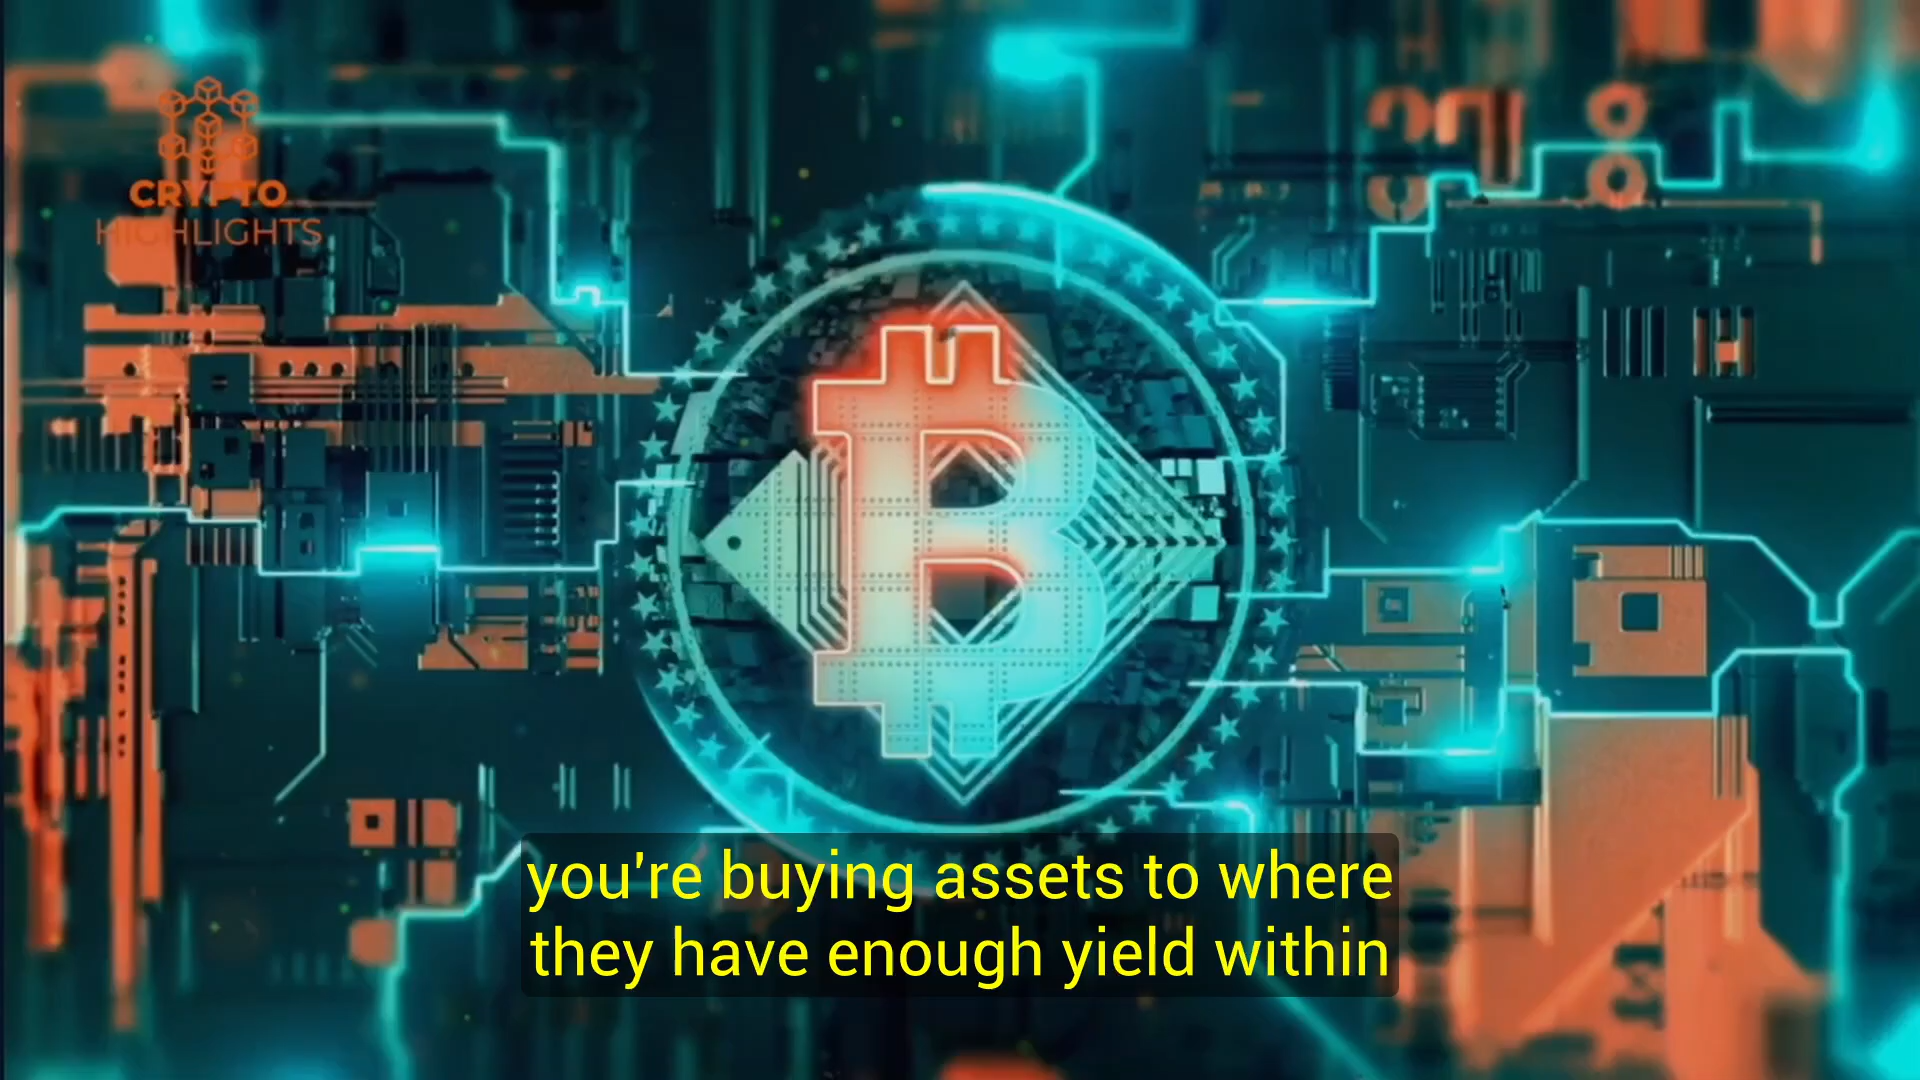 CRYPTO
HIGHLIGHTS
you're buying assets to where
they have enough yield within